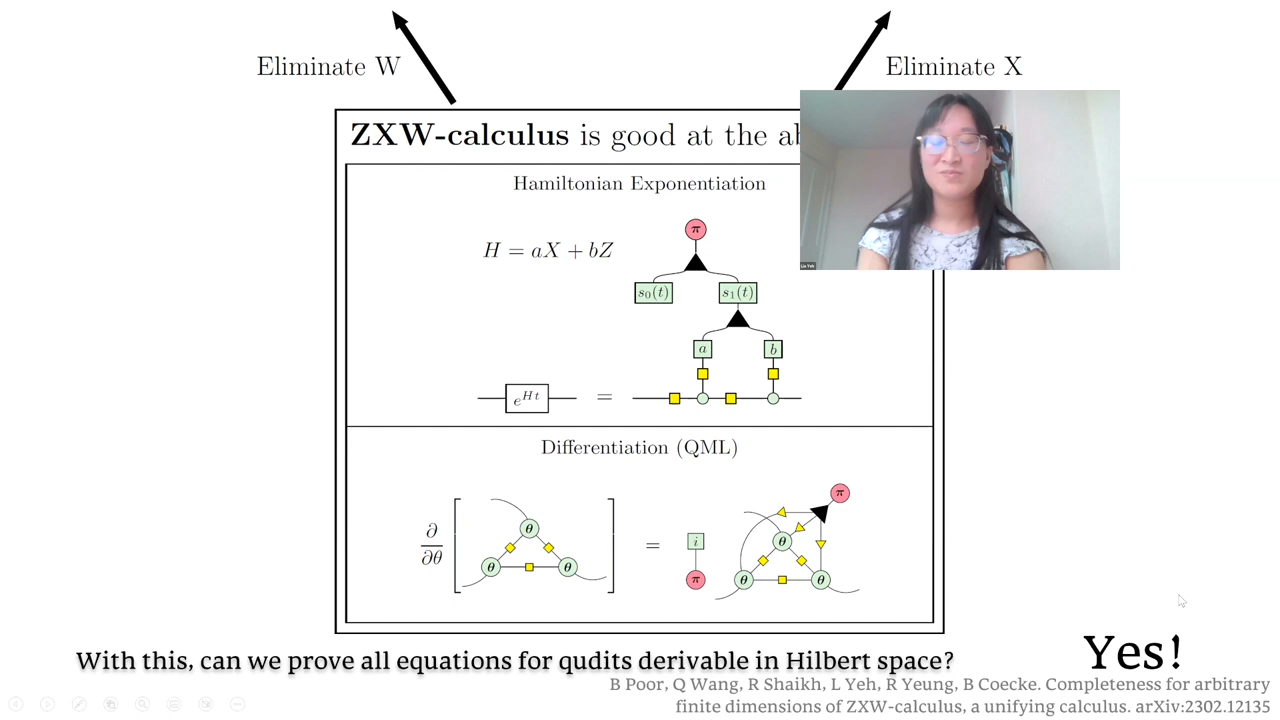 Eliminate W
Eliminate X
ZXW-calculus is good at the ab
Hamiltonian Exponentiation
π
H = aX + bZ
s₀(t) s₁(t)
a b
e^{Ht} =
Differentiation (QML)
π
∂/∂θ [ θ θ θ ] = i π θ θ θ
With this, can we prove all equations for qudits derivable in Hilbert space?
Yes!
B Poor, Q Wang, R Shaikh, L Yeh, R Yeung, B Coecke. Completeness for arbitrary
finite dimensions of ZXW-calculus, a unifying calculus. arXiv:2302.12135
Lia Yeh